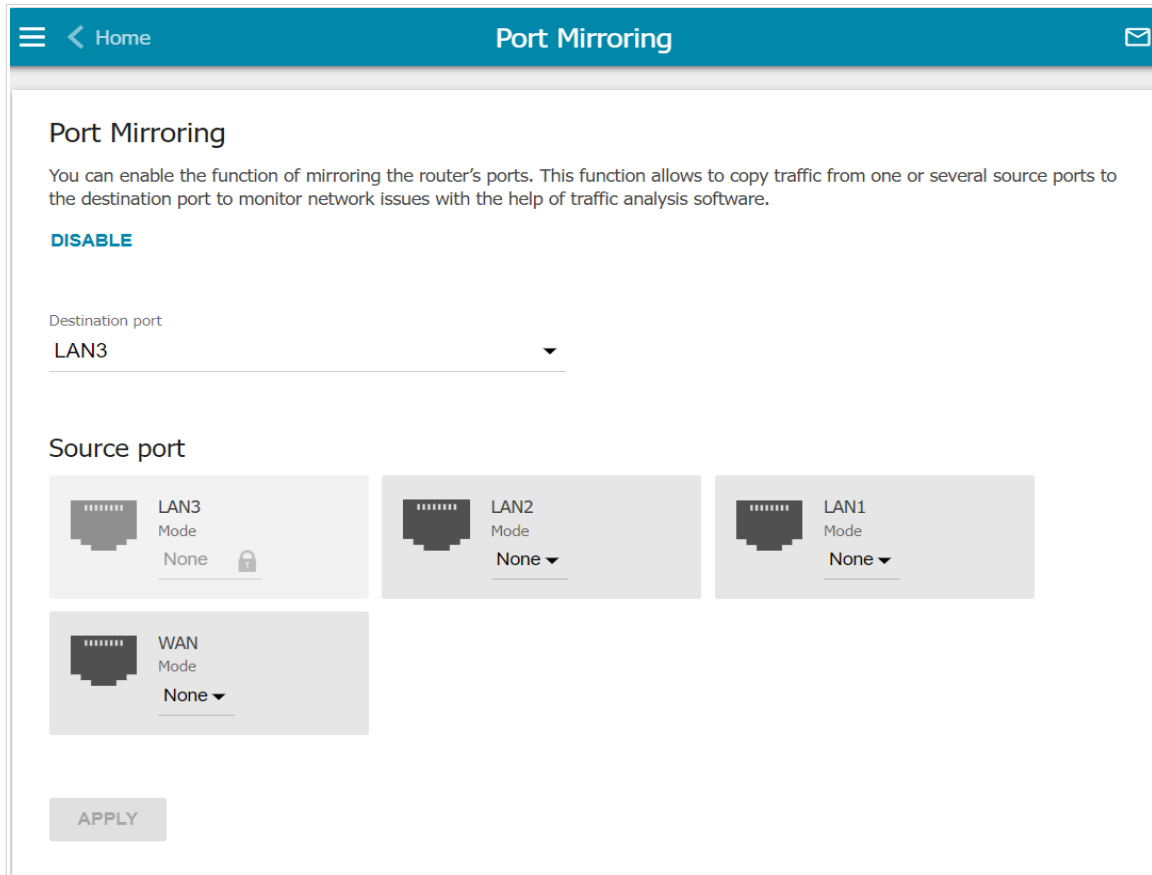 Home
Port Mirroring
Port Mirroring
You can enable the function of mirroring the router’s ports. This function allows to copy traffic from one or several source ports to
the destination port to monitor network issues with the help of traffic analysis software.
DISABLE
Destination port
LAN3
Source port
LAN3
Mode
None
LAN2
Mode
None
LAN1
Mode
None
WAN
Mode
None
APPLY